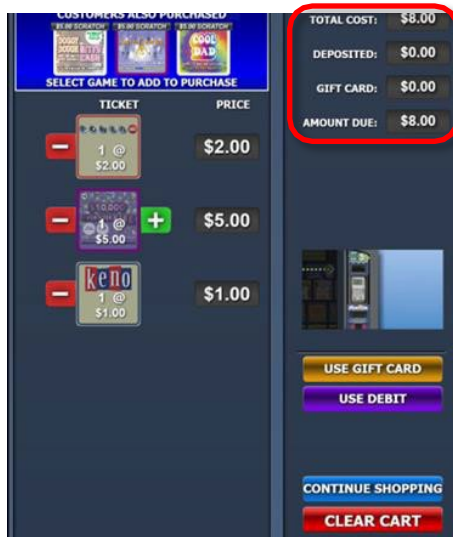 CUSTOMERS ALSO PURCHASED
$5.00 SCRATCH $5.00 SCRATCH $5.00 SCRATCH
COOL
DAD
SELECT GAME TO ADD TO
PURCHASE
TICKET PRICE
1 @
$2.00
$2.00
$10,000
1 @
$5.00
$5.00
keno
1 @
$1.00
$1.00
TOTAL COST: $8.00
DEPOSITED: $0.00
GIFT CARD: $0.00
AMOUNT DUE: $8.00
USE GIFT CARD
USE DEBIT
CONTINUE SHOPPING
CLEAR CART